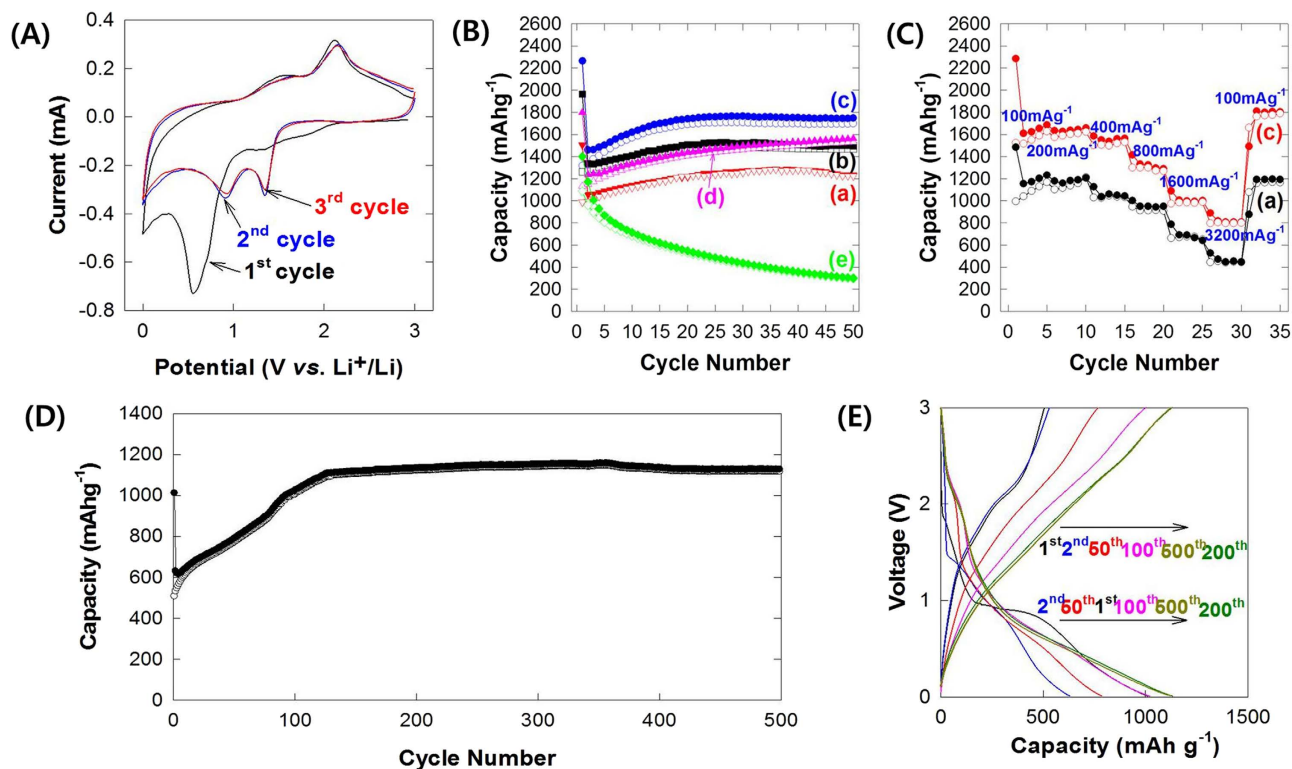 (A)
0.4
0.2
0.0
-0.2
-0.4
-0.6
-0.8
Current (mA)
3rd cycle
2nd cycle
1st cycle
0 1 2 3
Potential (V vs. Li+/Li)
(B)
2600
2400
2200
2000
1800
1600
1400
1200
1000
800
600
400
200
0
Capacity (mAhg-1)
(c)
(b)
(d)
(a)
(e)
0 5 10 15 20 25 30 35 40 45 50
Cycle Number
(C)
2600
2400
2200
2000
1800
1600
1400
1200
1000
800
600
400
200
0
Capacity (mAhg-1)
100mAg-1
100mAg-1
400mAg-1
200mAg-1
800mAg-1
(c)
1600mAg-1
(a)
3200mAg-1
0 5 10 15 20 25 30 35
Cycle Number
(D)
1400
1200
1000
800
600
400
200
0
Capacity (mAhg-1)
0 100 200 300 400 500
Cycle Number
(E)
3
2
1
0
Voltage (V)
1st 2nd 50th 100th 500th 200th
2nd 50th 1st 100th 500th 200th
0 500 1000 1500
Capacity (mAh g-1)